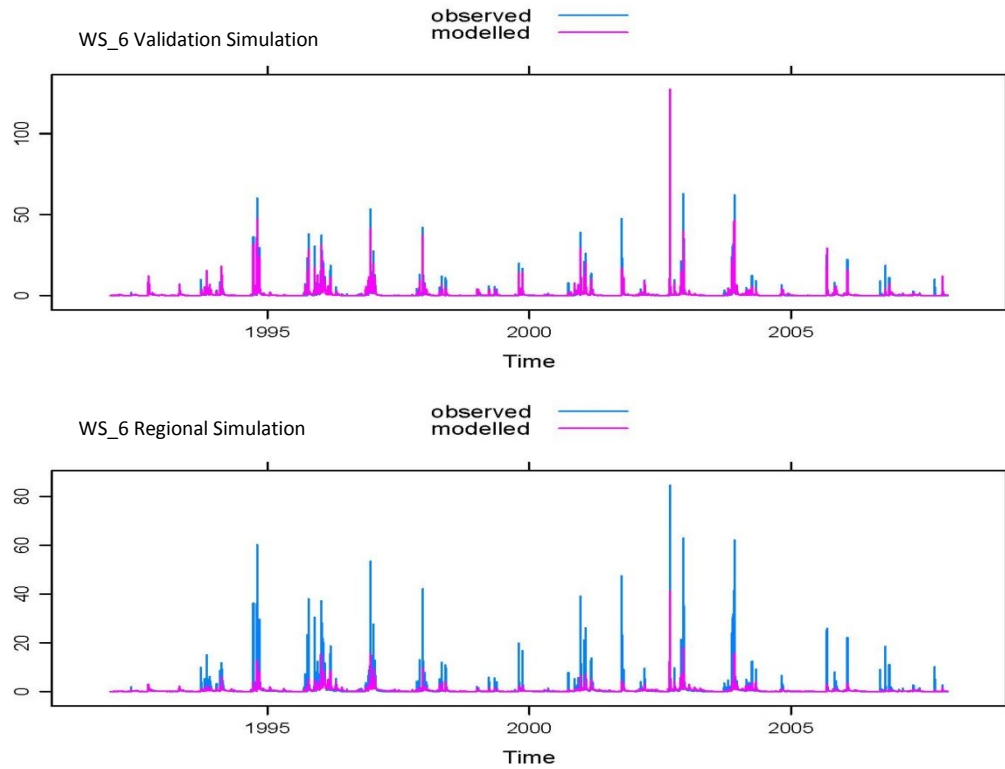 observed
modelled
WS_6 Validation Simulation
100
50
0
1995
2000
2005
Time
observed
modelled
WS_6 Regional Simulation
80
60
40
20
0
1995
2000
2005
Time